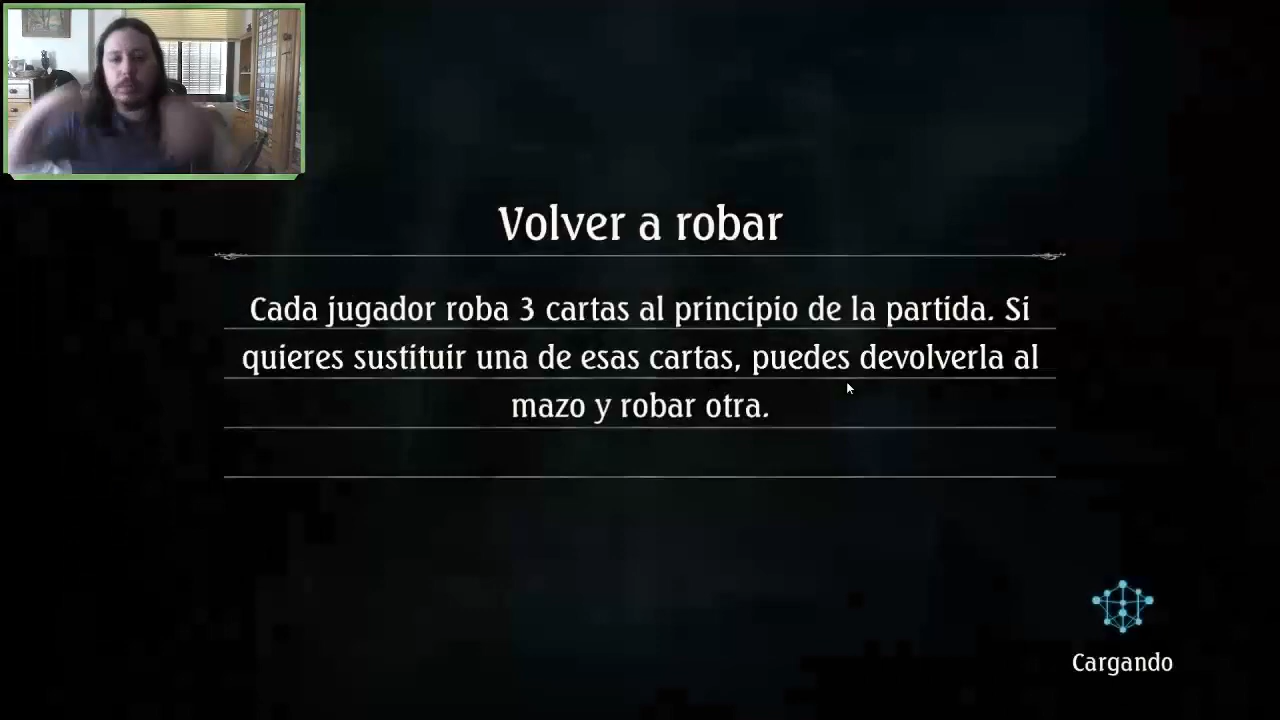 Volver a robar
Cada jugador roba 3 cartas al principio de la partida. Si
quieres sustituir una de esas cartas, puedes devolverla al
mazo y robar otra.
Cargando